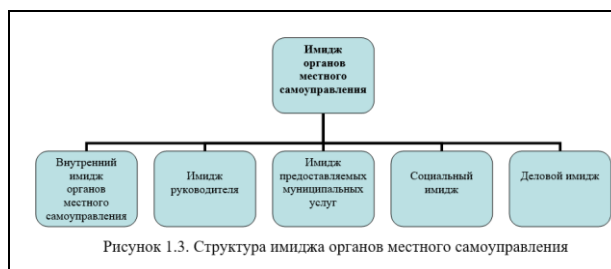 Имидж
органов
местного
самоуправления
Внутренний
имидж
органов
местного
самоуправления
Имидж
руководителя
Имидж
предоставляемых
муниципальных
услуг
Социальный
имидж
Деловой имидж
Рисунок 1.3. Структура имиджа органов местного самоуправления